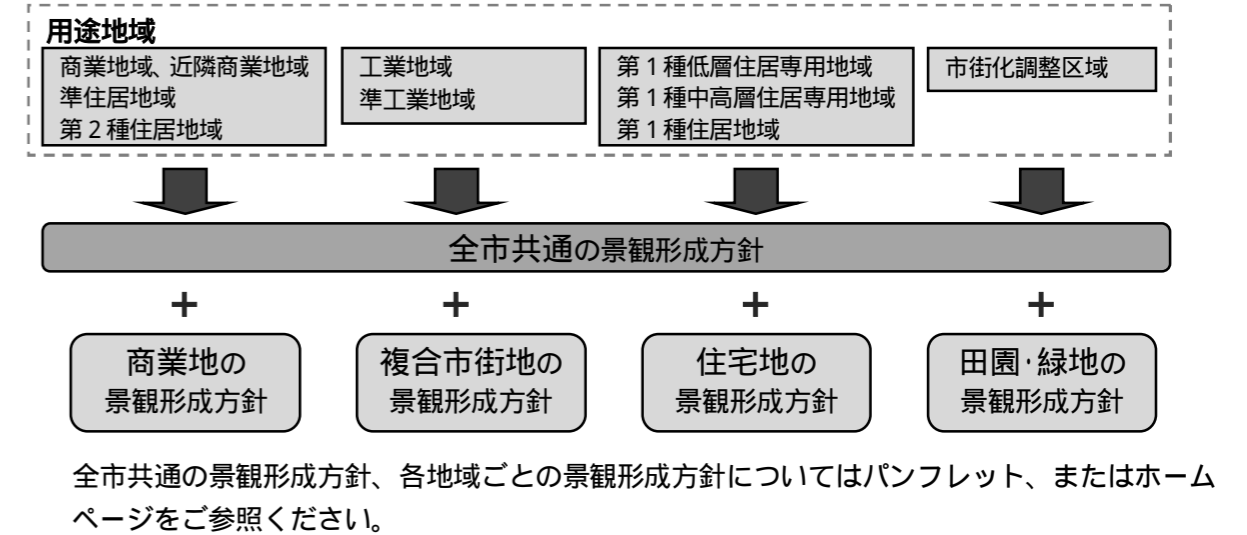 用途地域
商業地域、近隣商業地域
準住居地域
第2種住居地域
工業地域
準工業地域
第1種低層住居専用地域
第1種中高層住居専用地域
第1種住居地域
市街化調整区域
全市共通の景観形成方針
+
+
+
+
商業地の
景観形成方針
複合市街地の
景観形成方針
住宅地の
景観形成方針
田園・緑地の
景観形成方針
全市共通の景観形成方針、各地域ごとの景観形成方針についてはパンフレット、またはホーム
ページをご参照ください。